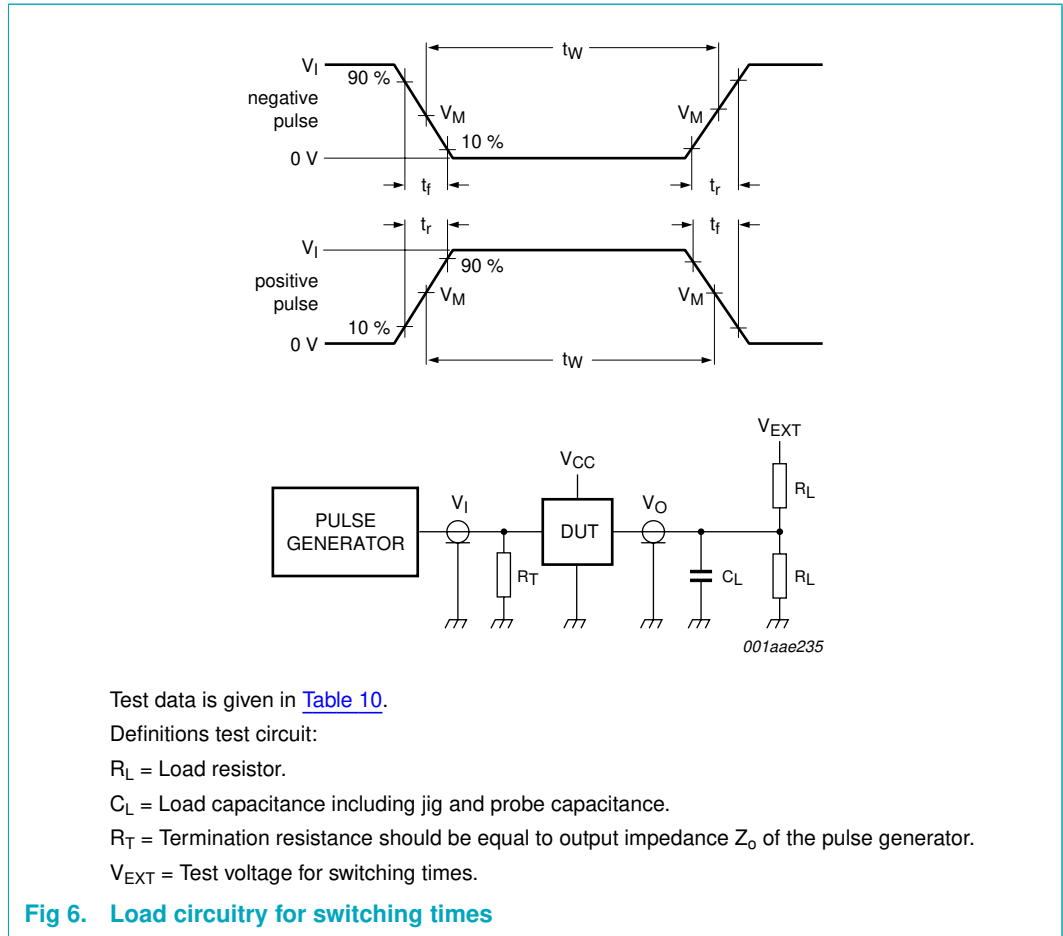 tW
VI
90 %
negative
pulse
VM
VM
10 %
0 V
tf
tr
tr
tf
VI
90 %
positive
pulse
VM
VM
10 %
0 V
tW
VEXT
VCC
RL
VI
VO
PULSE
GENERATOR
DUT
RT
CL
RL
001aae235
Test data is given in Table 10.
Definitions test circuit:
RL = Load resistor.
CL = Load capacitance including jig and probe capacitance.
RT = Termination resistance should be equal to output impedance Zo of the pulse generator.
VEXT = Test voltage for switching times.
Fig 6. Load circuitry for switching times